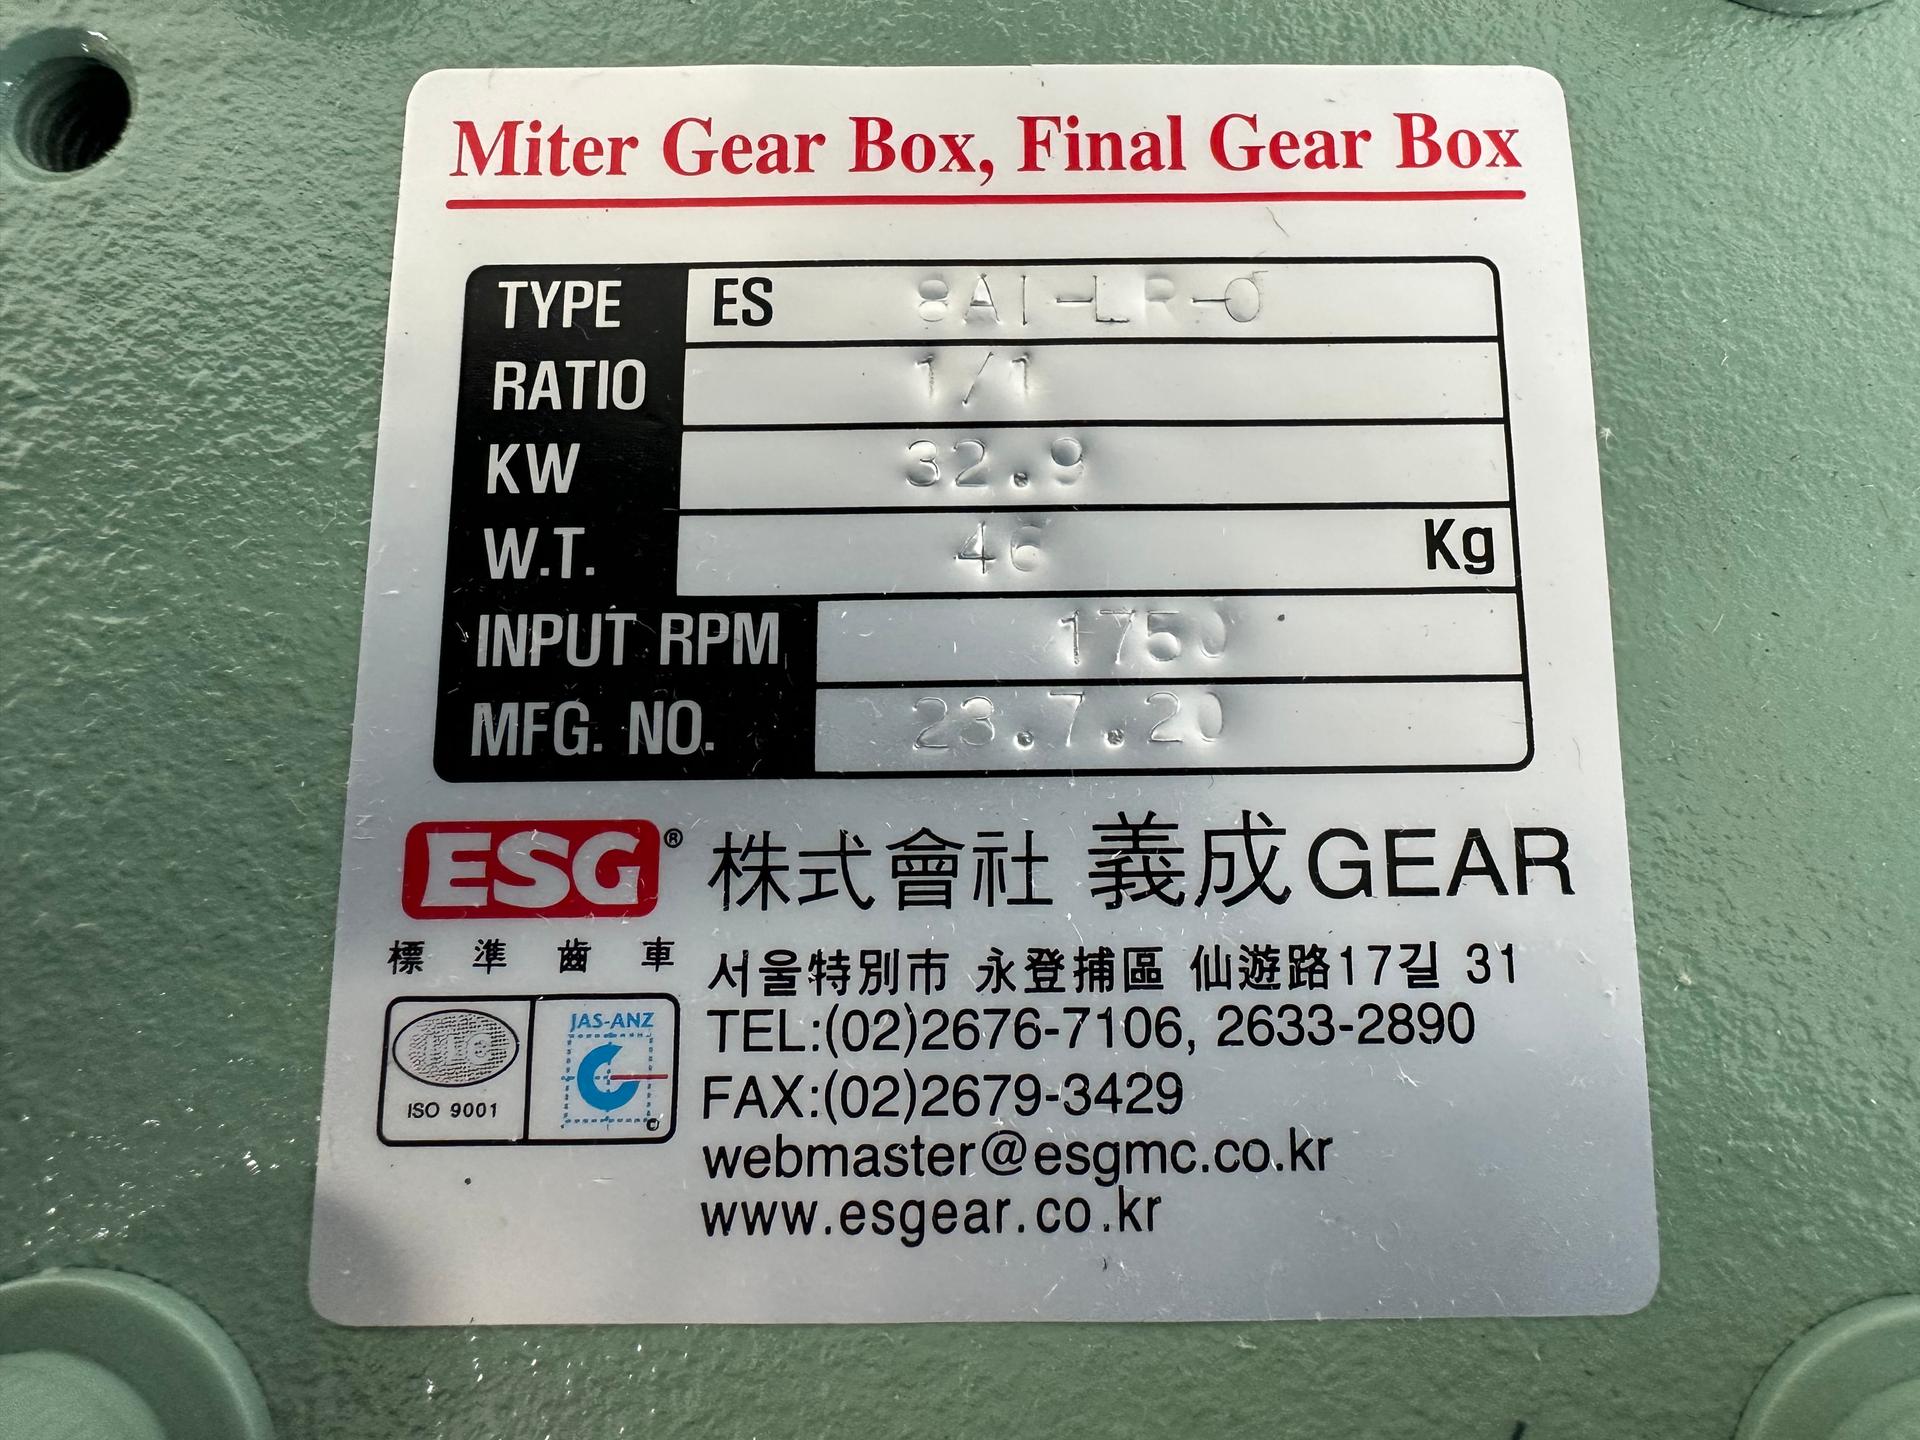 Miter Gear Box, Final Gear Box
TYPE ES 8A1-LR-O
RATIO 1/1
KW 32.9
W.T. 46 Kg
INPUT RPM 1750
MFG. NO. 23.7.20
ESG® 株式會社 義成GEAR
標準齒車
서울特別市 永登捕區 仙遊路17길 31
TEL:(02)2676-7106, 2633-2890
FAX:(02)2679-3429
webmaster@esgmc.co.kr
www.esgear.co.kr
JAS-ANZ
ISO 9001